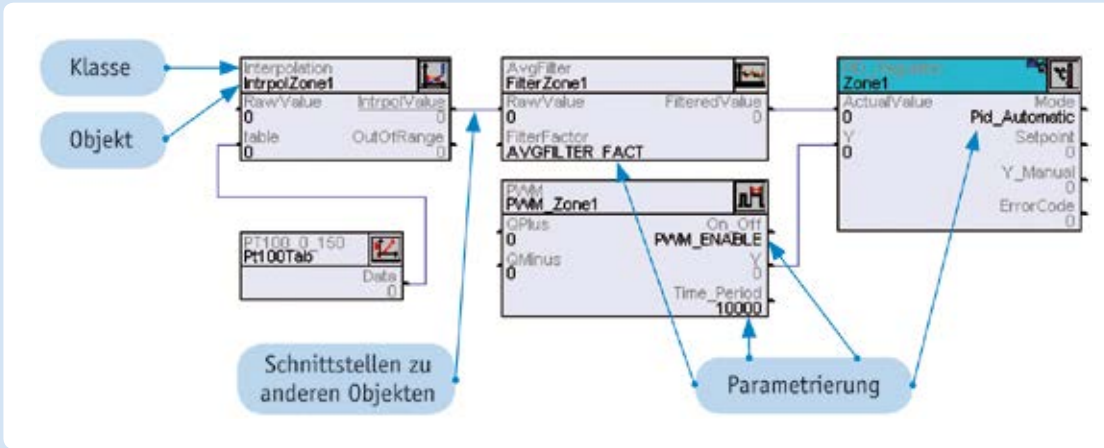 Klasse
Objekt
Interpolation
IntrpolZone1
RawValue IntrpolValue
0 0
table OutOfRange
0 0
PT100_0_150
Pt100Tab
Data
0
AvgFilter
FilterZone1
RawValue FilteredValue
0 0
FilterFactor
AVGFILTER_FACT
PWM
PWM_Zone1
QPlus On_Off
0 PWM_ENABLE
QMinus Y
0 0
Time_Period
10000
Zone1
ActualValue Mode
0 Pid_Automatic
Y Setpoint
0 0
Y_Manual
0
ErrorCode
0
Schnittstellen zu
anderen Objekten
Parametrierung